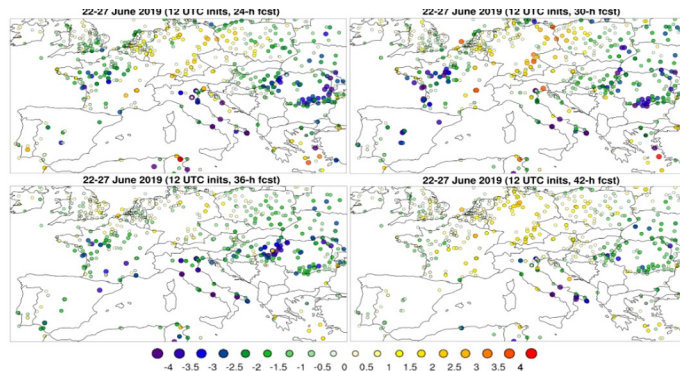 22-27 June 2019 (12 UTC inits, 24-h fcst)
22-27 June 2019 (12 UTC inits, 30-h fcst)
22-27 June 2019 (12 UTC inits, 36-h fcst)
22-27 June 2019 (12 UTC inits, 42-h fcst)
-4 -3.5 -3 -2.5 -2 -1.5 -1 -0.5 0 0.5 1 1.5 2 2.5 3 3.5 4